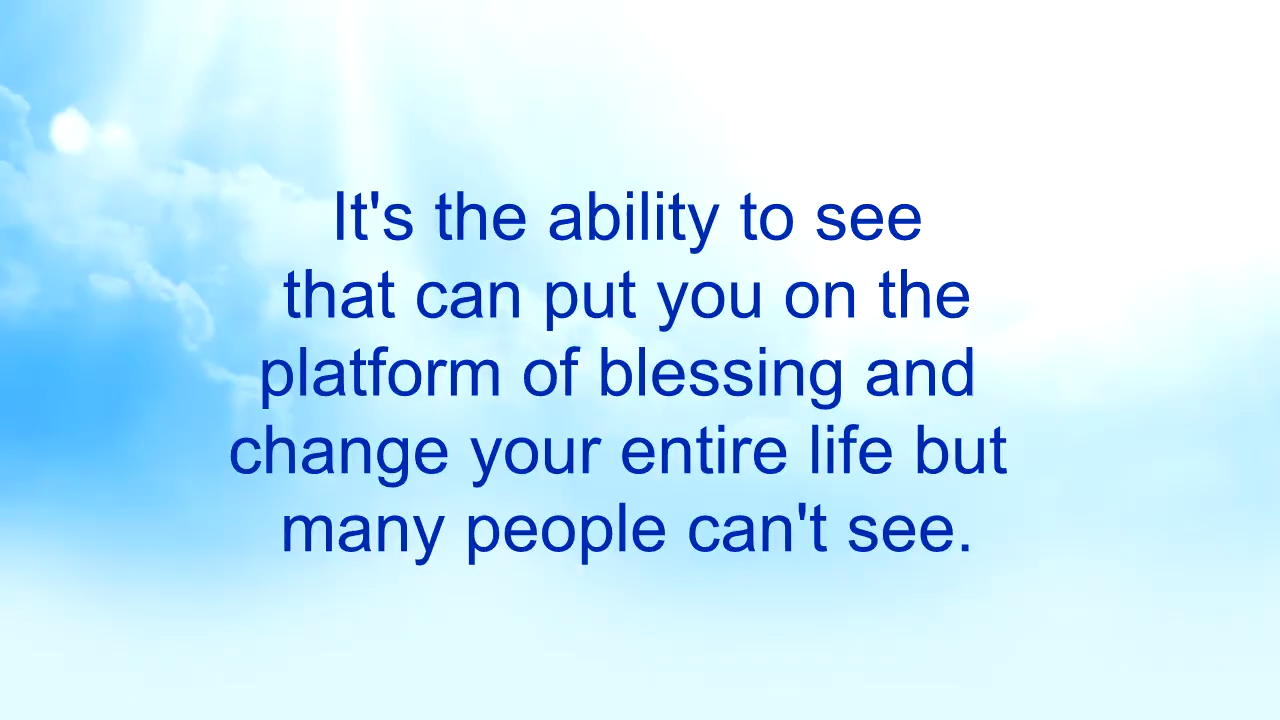 It's the ability to see
that can put you on the
platform of blessing and
change your entire life but
many people can't see.